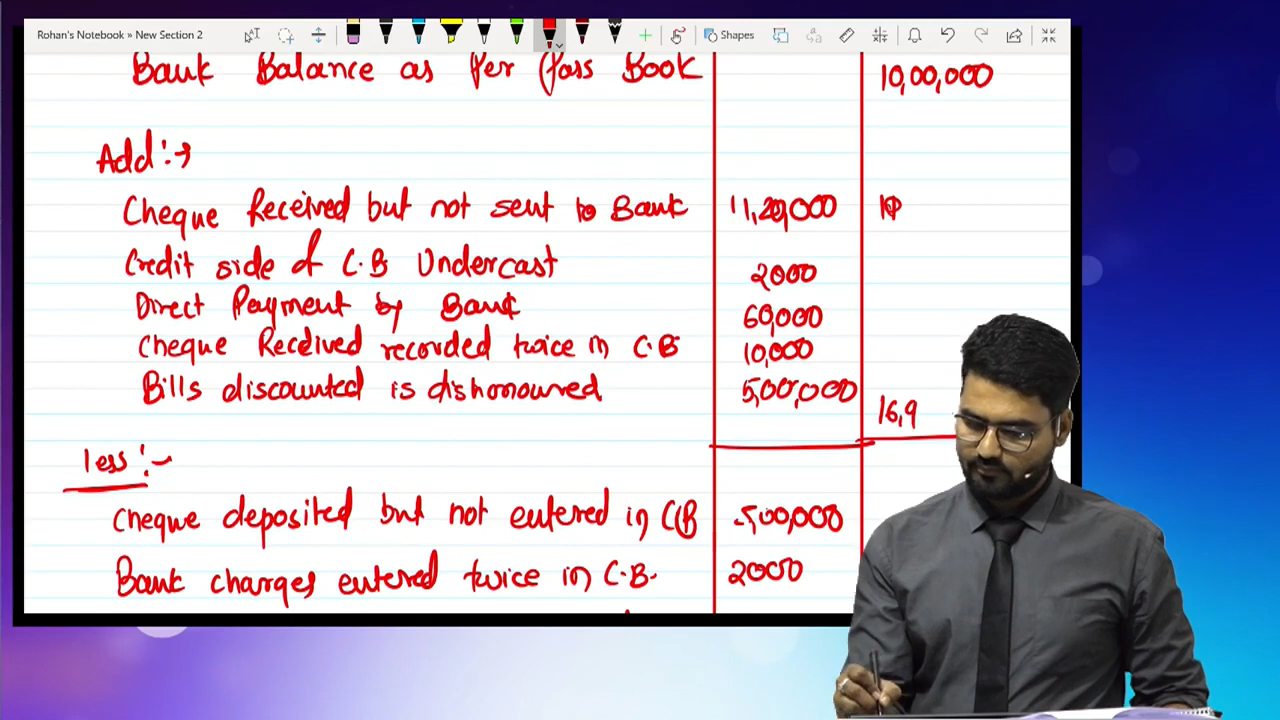 Rohan's Notebook » New Section 2
Shapes
Bank Balance as Per Pass Book 10,00,000
Add :→
Cheque Received but not sent to Bank 11,20,000
Credit side of C.B Undercast 2000
Direct Payment by Bank 60,000
Cheque Received recorded twice in C.B 10,000
Bills discounted is dishonoured 5,00,000
16,9
Less :-
Cheque deposited but not entered in CB 500,000
Bank charges entered twice in C.B. 2000